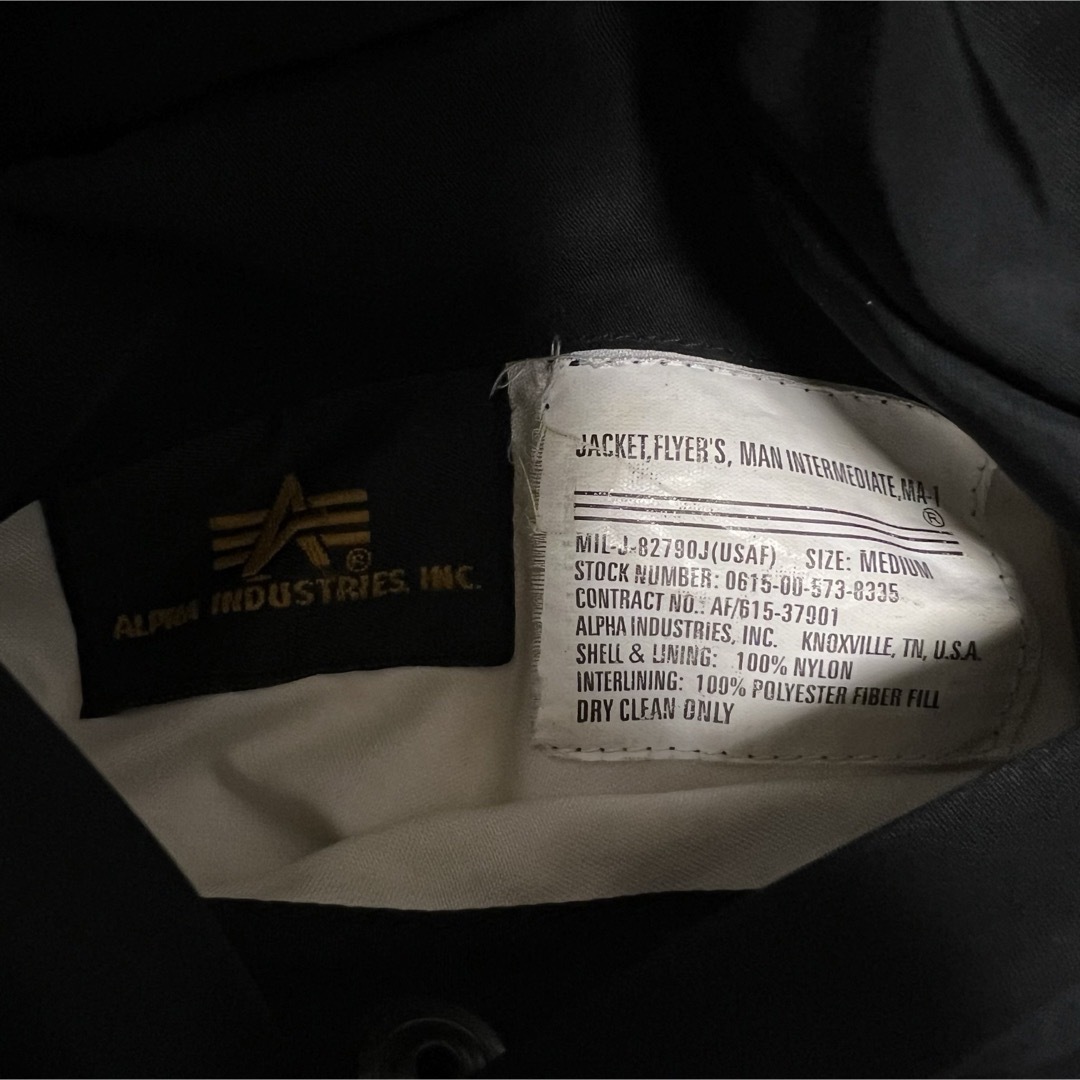 ALPHA INDUSTRIES, INC.
JACKET, FLYER'S, MAN INTERMEDIATE, MA-1
MIL-J-82790J(USAF) SIZE: MEDIUM
STOCK NUMBER: 0615-00-573-8335
CONTRACT NO.: AF/615-37901
ALPHA INDUSTRIES, INC. KNOXVILLE, TN, U.S.A.
SHELL & LINING: 100% NYLON
INTERLINING: 100% POLYESTER FIBER FILL
DRY CLEAN ONLY